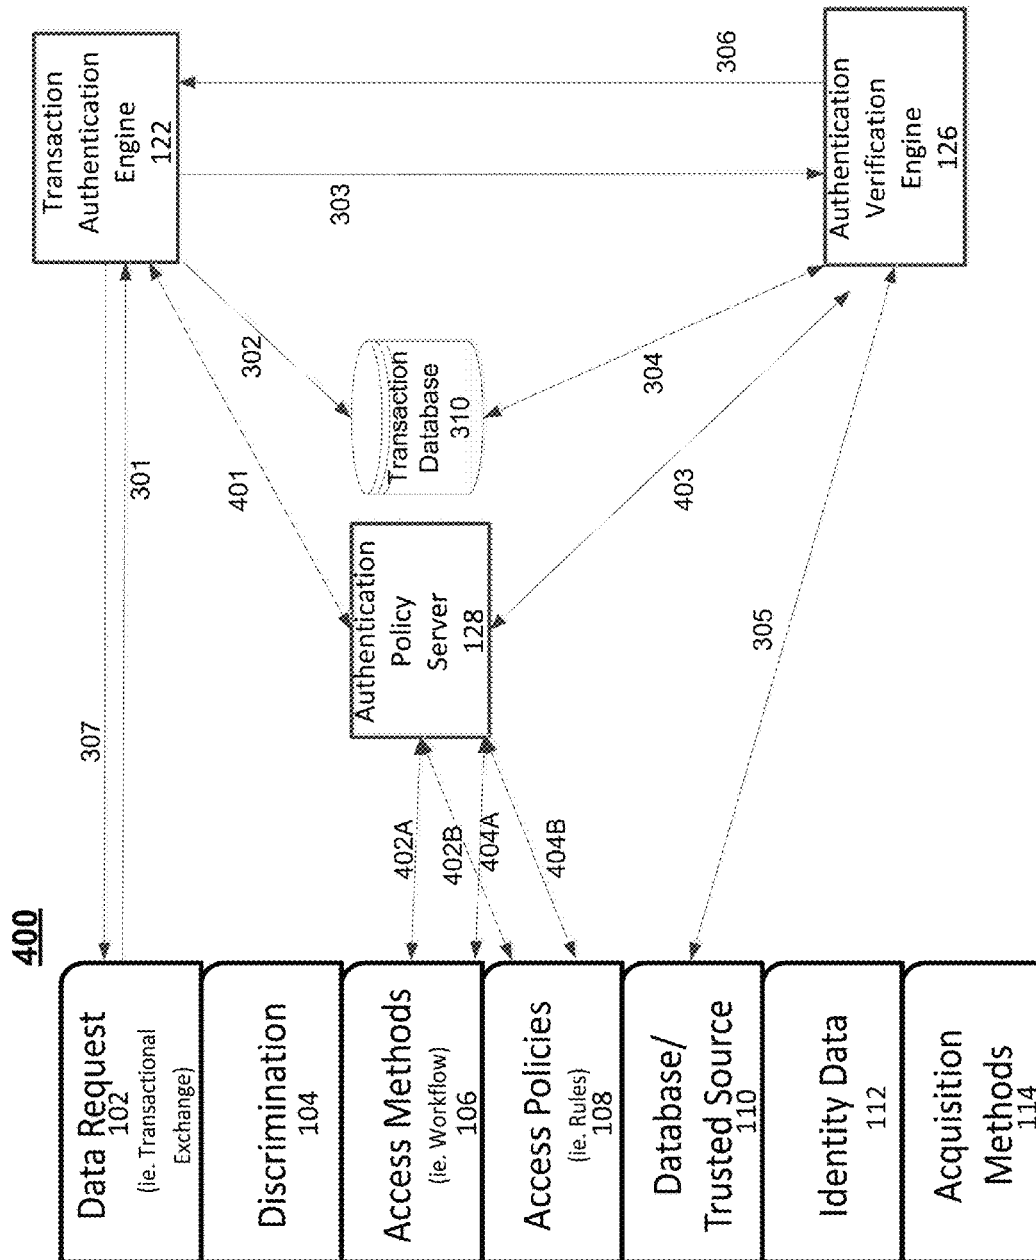 400
Data Request
102
(ie. Transactional
Exchange)
Discrimination
104
Access Methods
(ie. Workflow)
106
Access Policies
(ie. Rules)
108
Database/
Trusted Source
110
Identity Data
112
Acquisition
Methods
114
307
301
402A
402B
404A
404B
305
Authentication
Policy
Server
128
401
403
Transaction
Database
310
302
304
Transaction
Authentication
Engine
122
303
306
Authentication
Verification
Engine
126